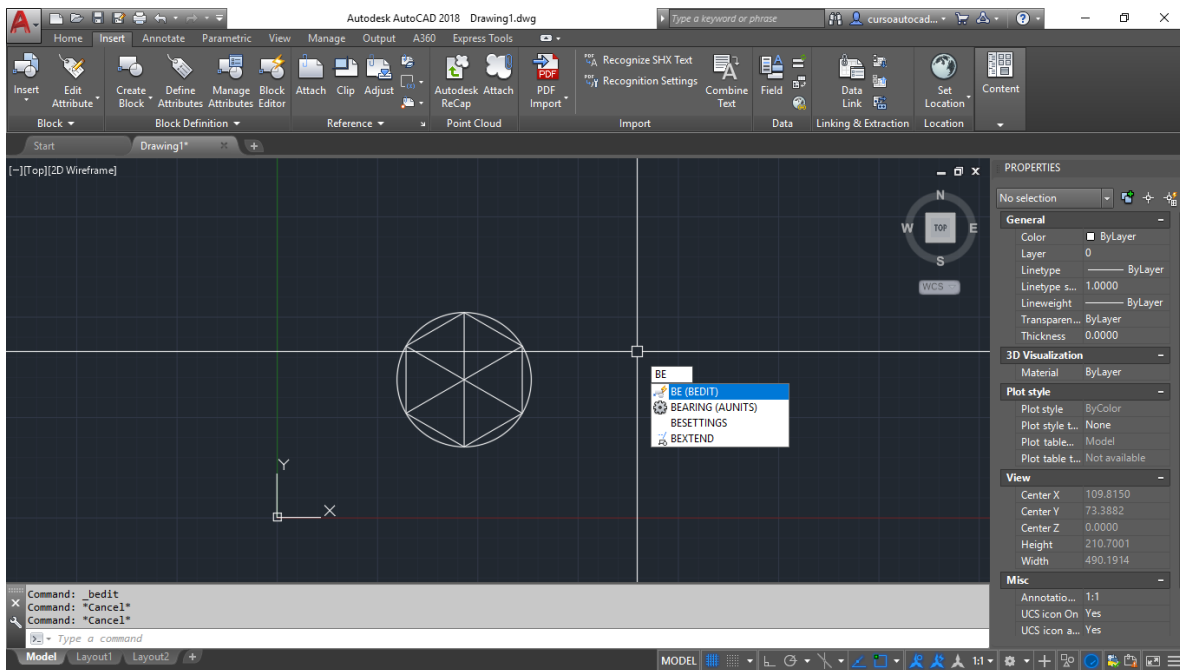 Autodesk AutoCAD 2018 Drawing1.dwg
Type a keyword or phrase
cursoautocad...
Home Insert Annotate Parametric View Manage Output A360 Express Tools
Insert Edit Attribute Create Block Define Attributes Manage Attributes Block Editor Attach Clip Adjust Autodesk ReCap Attach PDF Import Recognize SHX Text Recognition Settings Combine Text Field Data Link Set Location Content
Block Block Definition Reference Point Cloud Import Data Linking & Extraction Location
Start Drawing1* +
[−][Top][2D Wireframe]
N
W TOP E
S
WCS
BE
BE (BEDIT)
BEARING (AUNITS)
BESETTINGS
BEXTEND
Y
X
PROPERTIES
No selection
General
Color ByLayer
Layer 0
Linetype ByLayer
Linetype s... 1.0000
Lineweight ByLayer
Transparen... ByLayer
Thickness 0.0000
3D Visualization
Material ByLayer
Plot style
Plot style ByColor
Plot style t... None
Plot table... Model
Plot table t... Not available
View
Center X 109.8150
Center Y 73.3882
Center Z 0.0000
Height 210.7001
Width 490.1914
Misc
Annotatio... 1:1
UCS icon On Yes
UCS icon a... Yes
Command: _bedit
Command: *Cancel*
Command: *Cancel*
Type a command
Model Layout1 Layout2 +
MODEL 1:1